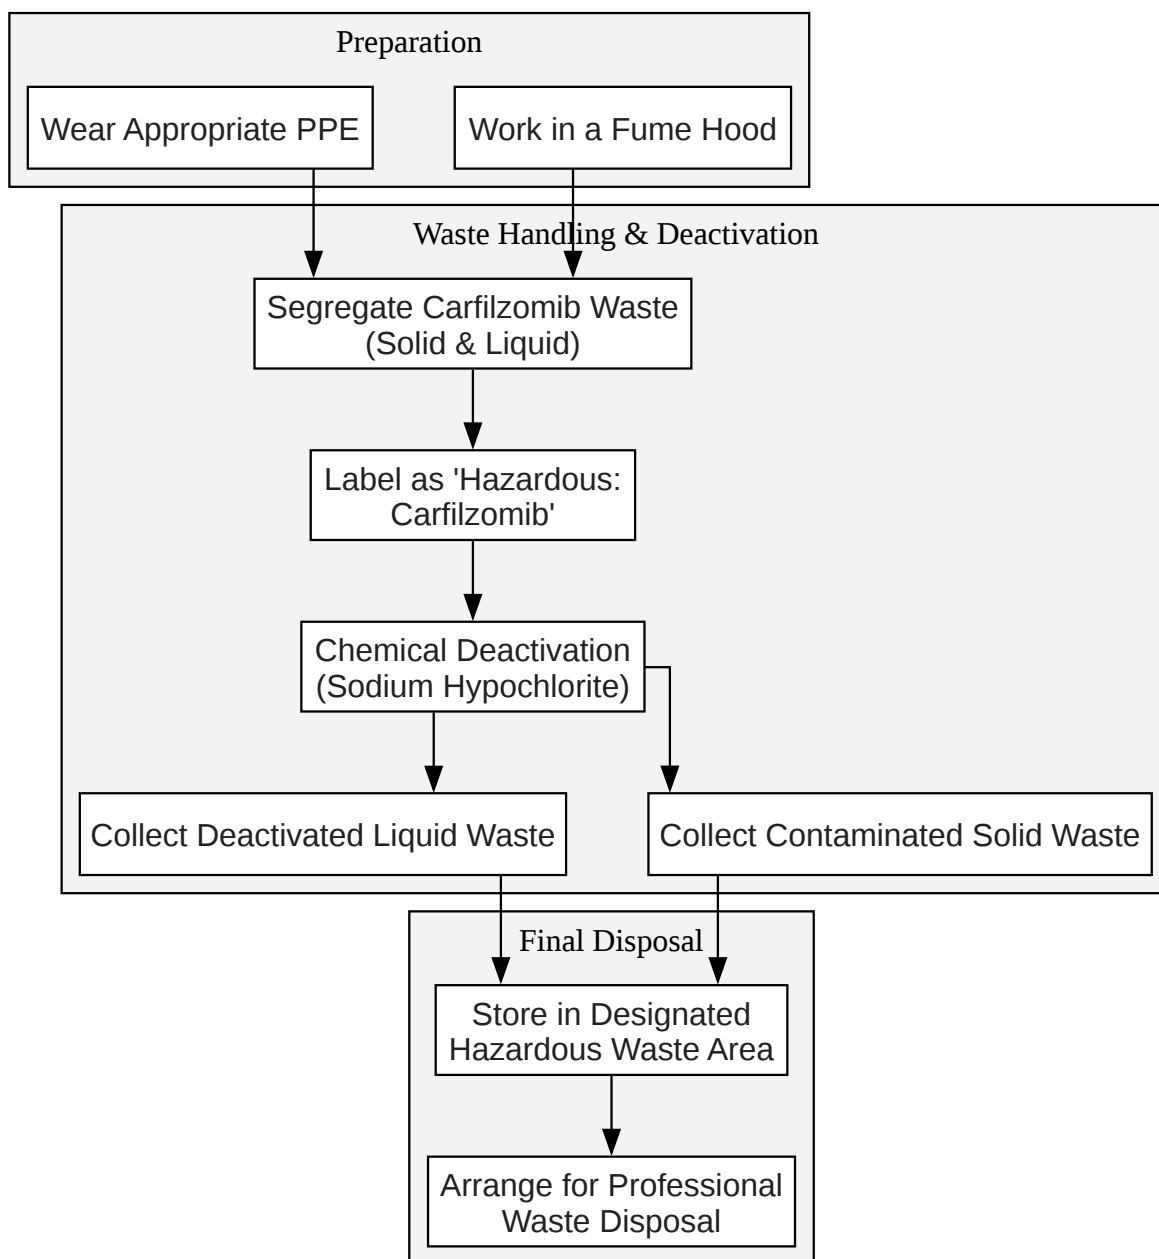 Preparation
Wear Appropriate PPE
Work in a Fume Hood
Waste Handling & Deactivation
Segregate Carfilzomib Waste
(Solid & Liquid)
Label as 'Hazardous:
Carfilzomib'
Chemical Deactivation
(Sodium Hypochlorite)
Collect Deactivated Liquid Waste
Collect Contaminated Solid Waste
Final Disposal
Store in Designated
Hazardous Waste Area
Arrange for Professional
Waste Disposal